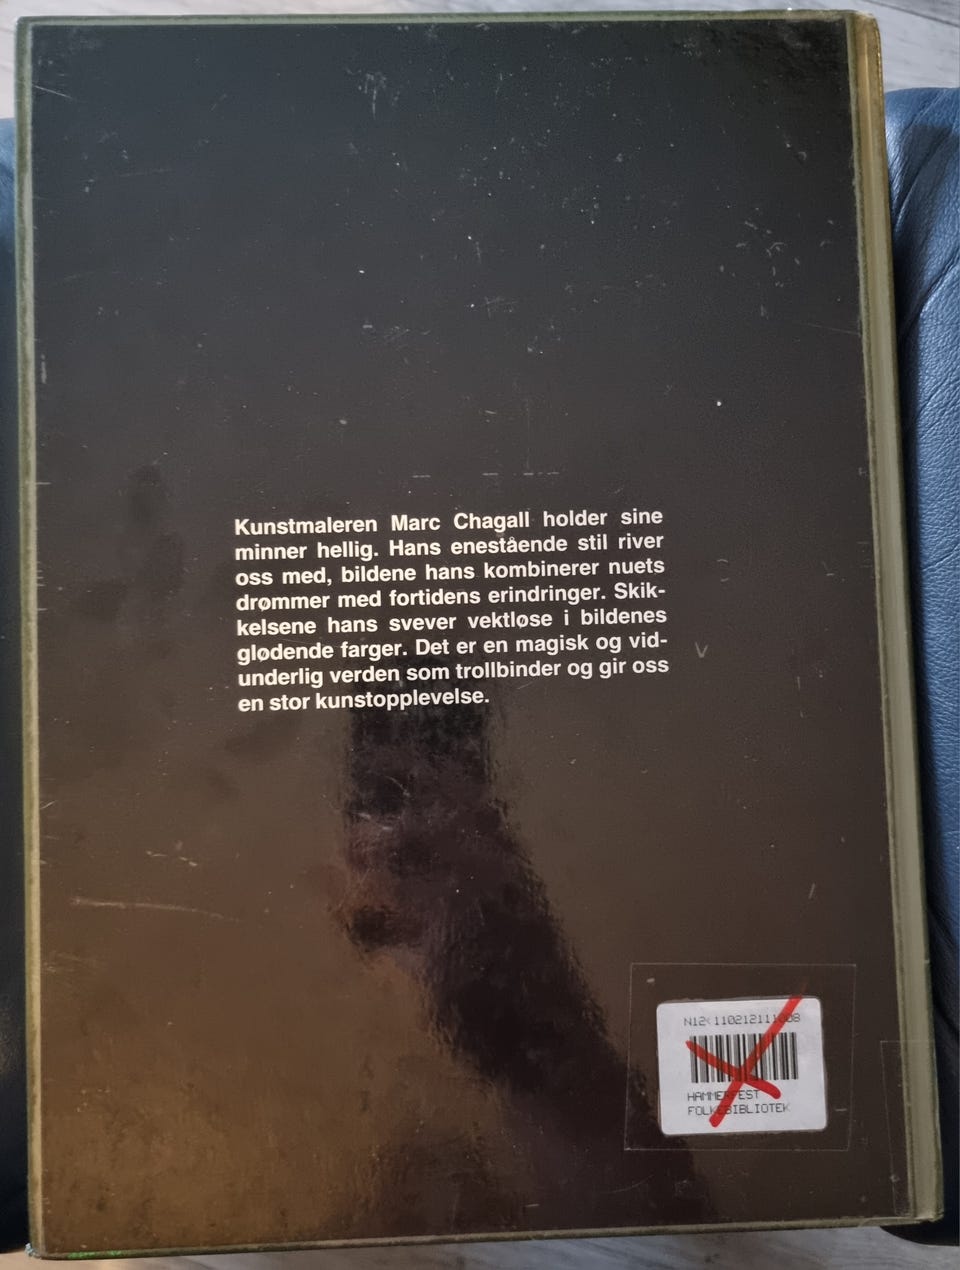 Kunstmaleren Marc Chagall holder sine
minner hellig. Hans enestående stil river
oss med, bildene hans kombinerer nuets
drømmer med fortidens erindringer. Skik-
kelsene hans svever vektløse i bildenes
glødende farger. Det er en magisk og vid-
underlig verden som trollbinder og gir oss
en stor kunstopplevelse.
HAMMERFEST
FOLKEBIBLIOTEK